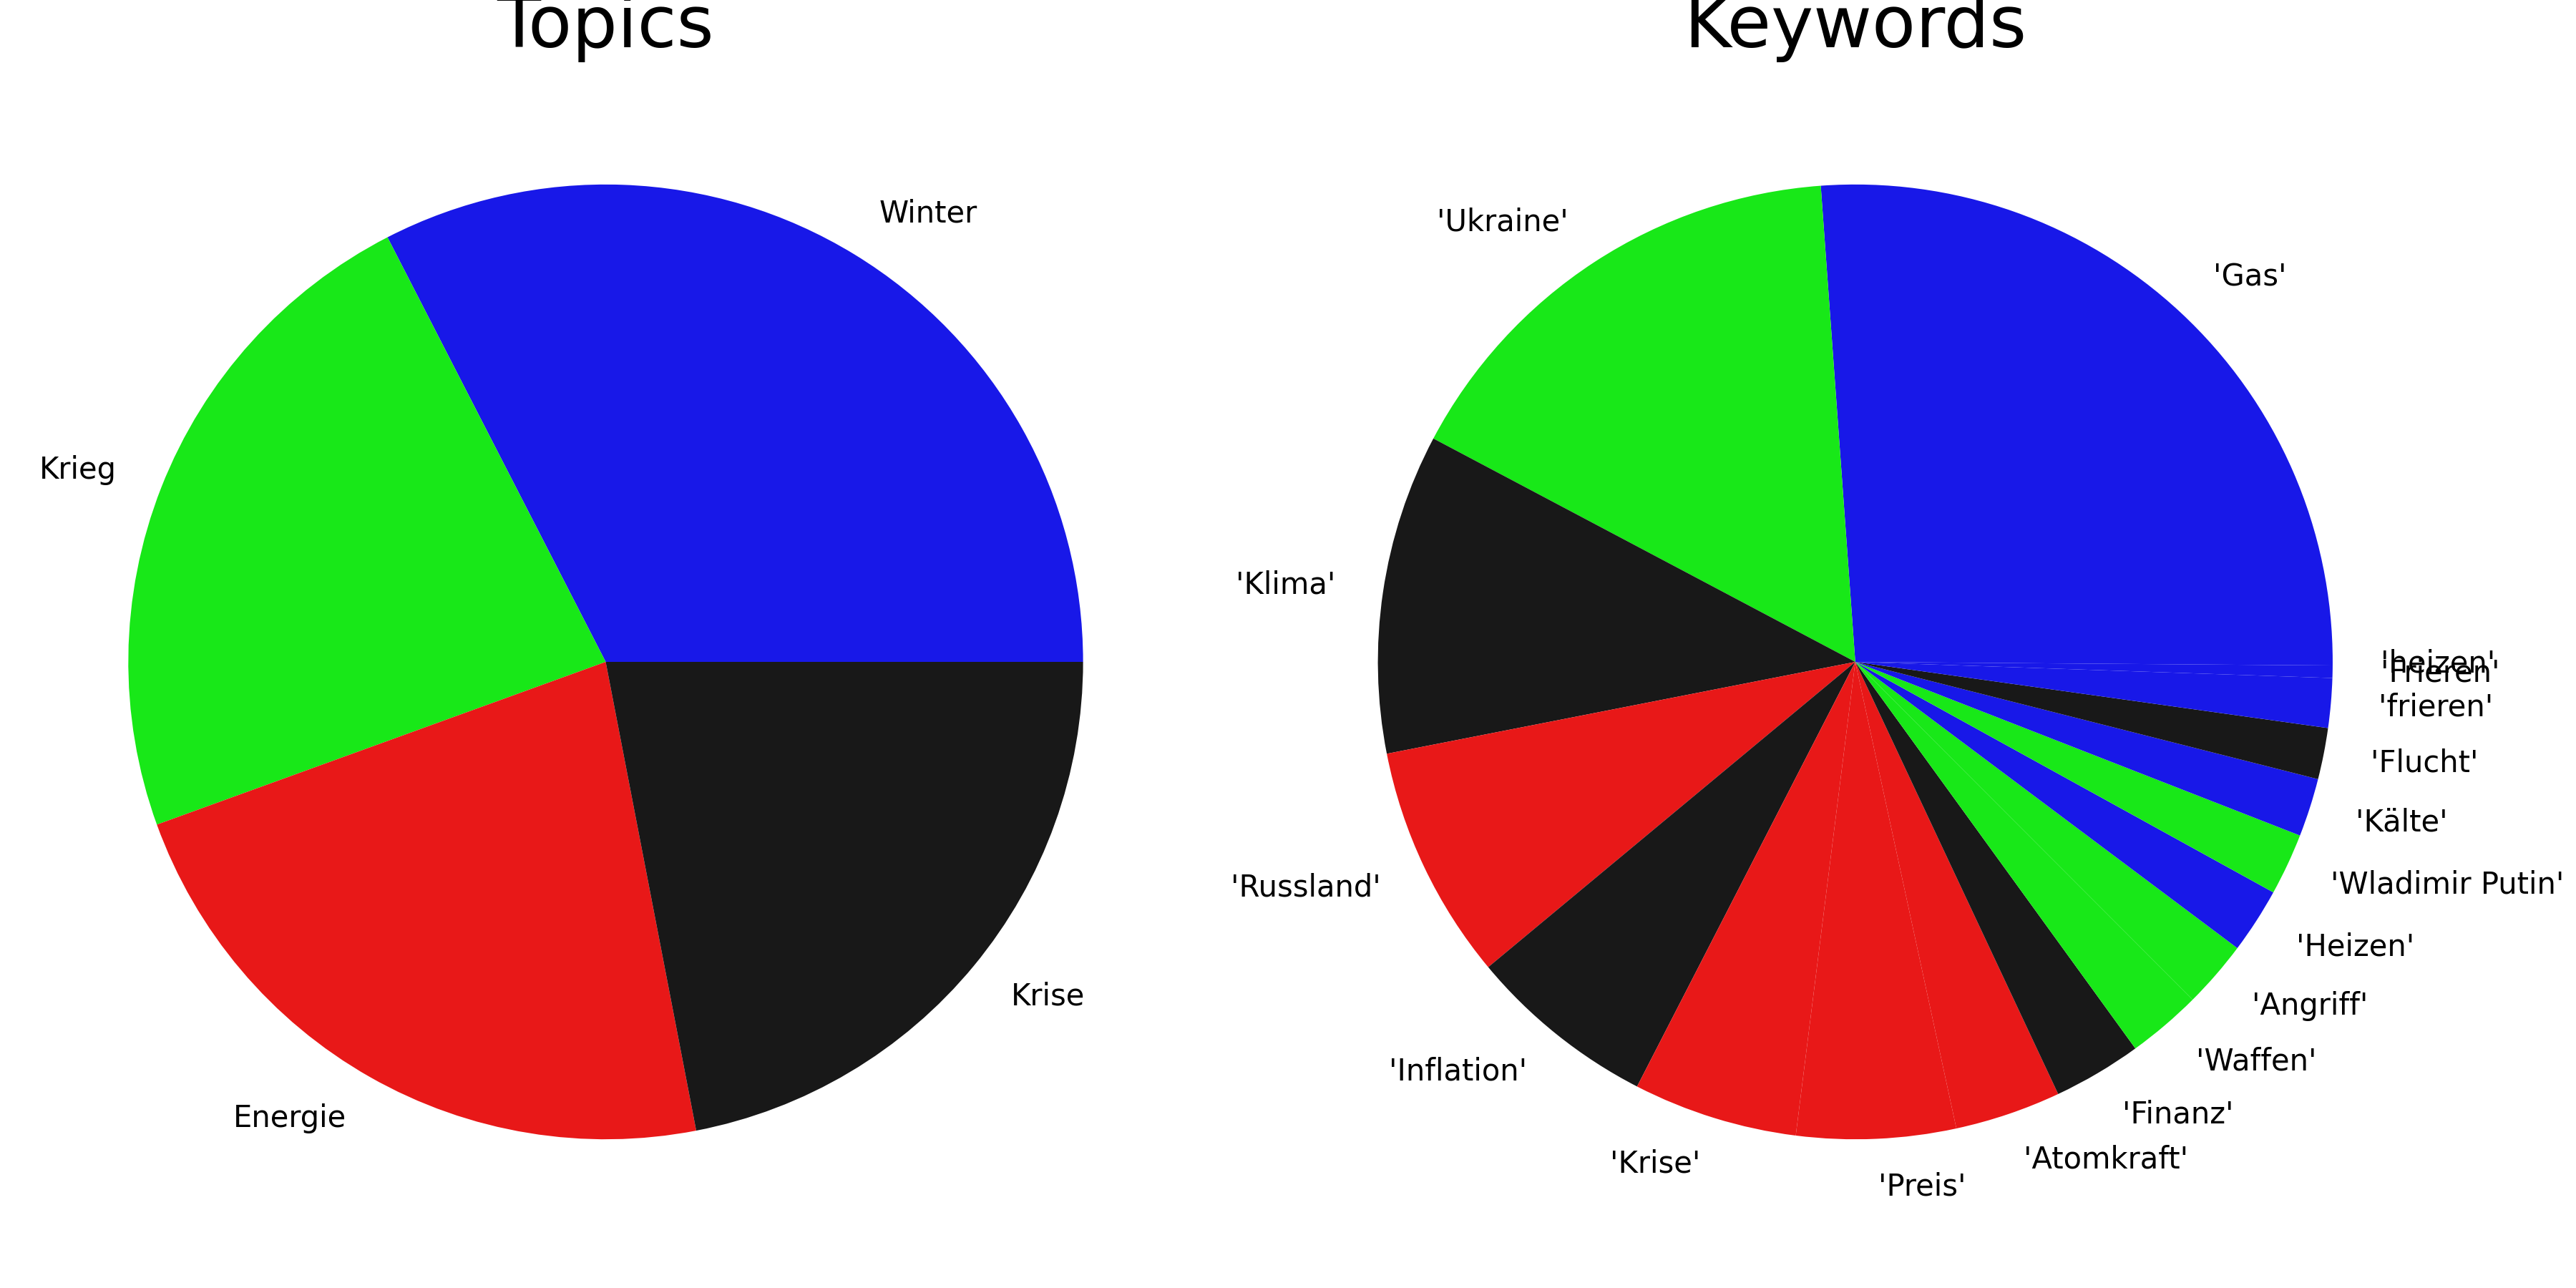 Topics
Keywords
Winter
Krieg
Energie
Krise
'Gas'
'Ukraine'
'Klima'
'Russland'
'Inflation'
'Krise'
'Preis'
'Atomkraft'
'Finanz'
'Waffen'
'Angriff'
'Heizen'
'Wladimir Putin'
'Kälte'
'Flucht'
'frieren'
'heizen'